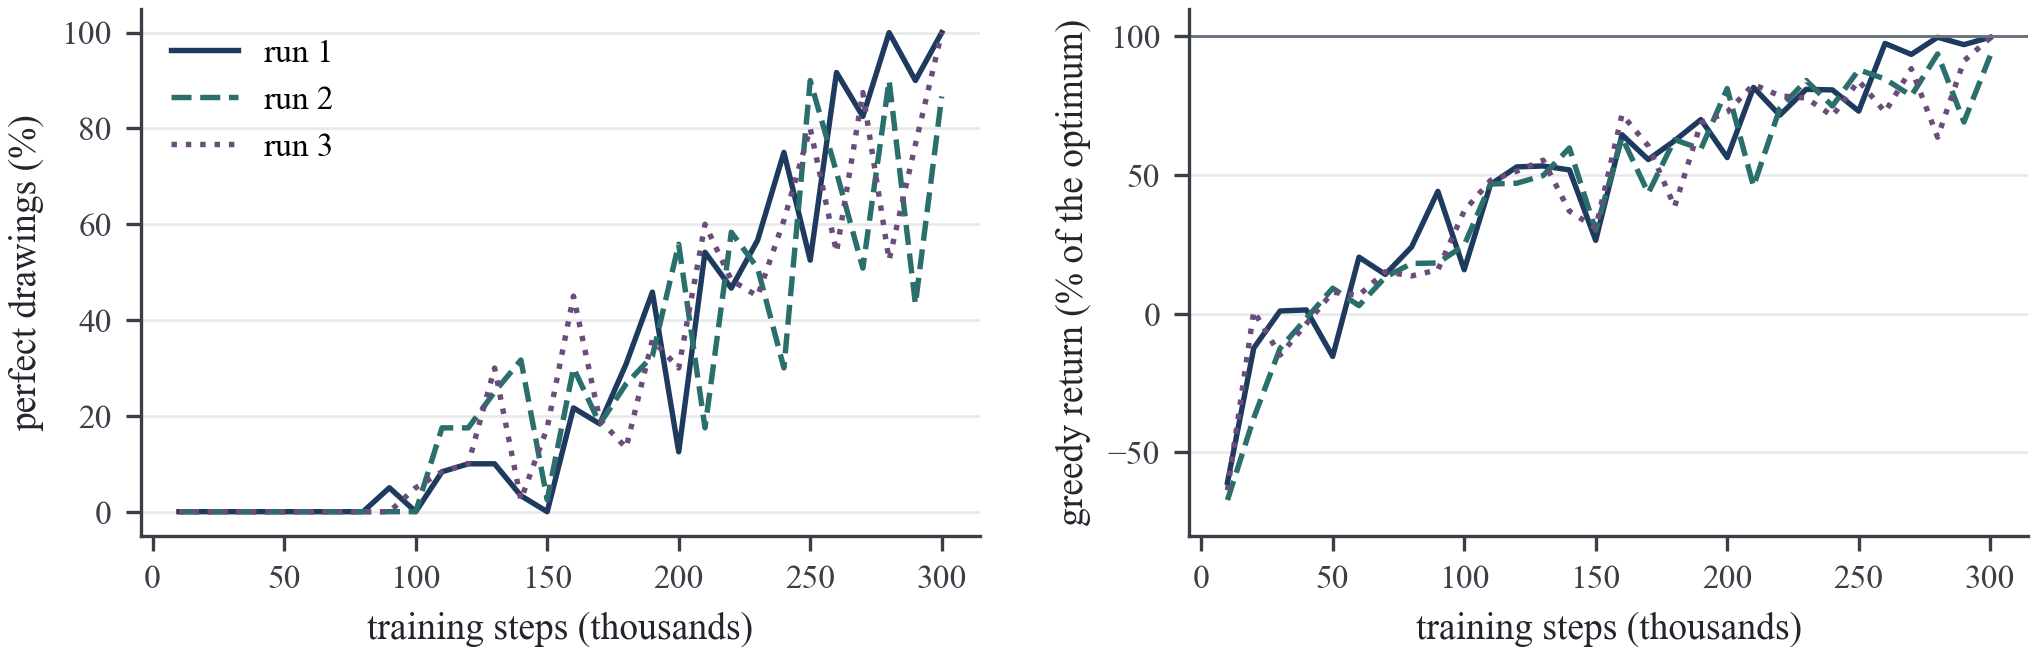 perfect drawings (%)
100
80
60
40
20
0
run 1
run 2
run 3
0 50 100 150 200 250 300
training steps (thousands)
greedy return (% of the optimum)
100
50
0
−50
0 50 100 150 200 250 300
training steps (thousands)